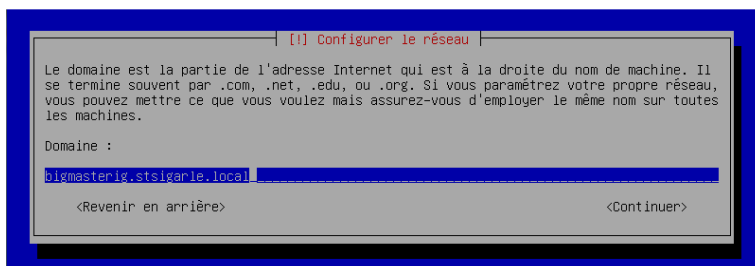 [!] Configurer le réseau
Le domaine est la partie de l'adresse Internet qui est à la droite du nom de machine. Il
se termine souvent par .com, .net, .edu, ou .org. Si vous paramétrez votre propre réseau,
vous pouvez mettre ce que vous voulez mais assurez-vous d'employer le même nom sur toutes
les machines.
Domaine :
bigmasterig.stsigarle.local
<Revenir en arrière> <Continuer>